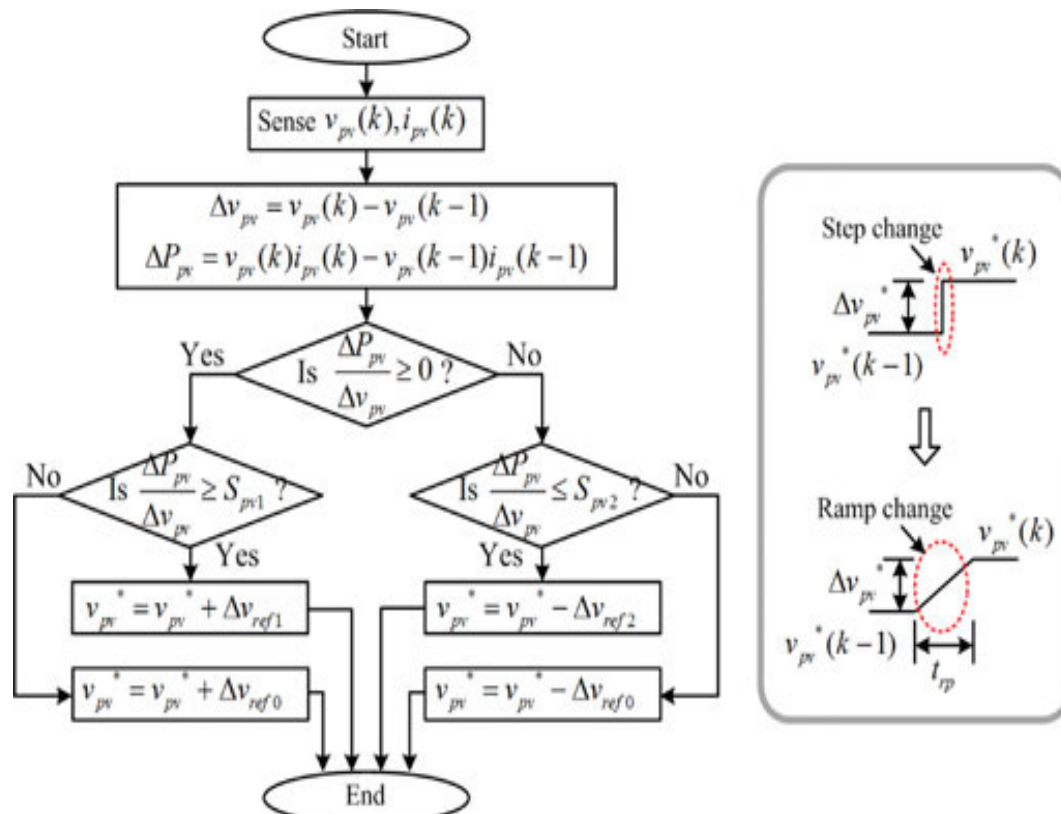 Start
Sense v_pv(k), i_pv(k)
Δv_pv = v_pv(k) − v_pv(k−1)
ΔP_pv = v_pv(k)i_pv(k) − v_pv(k−1)i_pv(k−1)
Yes
Is ΔP_pv/Δv_pv ≥ 0 ?
No
No
Is ΔP_pv/Δv_pv ≥ S_pv1 ?
Yes
Is ΔP_pv/Δv_pv ≤ S_pv2 ?
No
Yes
v_pv* = v_pv* + Δv_ref1
v_pv* = v_pv* − Δv_ref2
v_pv* = v_pv* + Δv_ref0
v_pv* = v_pv* − Δv_ref0
End
Step change
v_pv*(k)
Δv_pv*
v_pv*(k−1)
Ramp change
v_pv*(k)
Δv_pv*
v_pv*(k−1)
t_rp